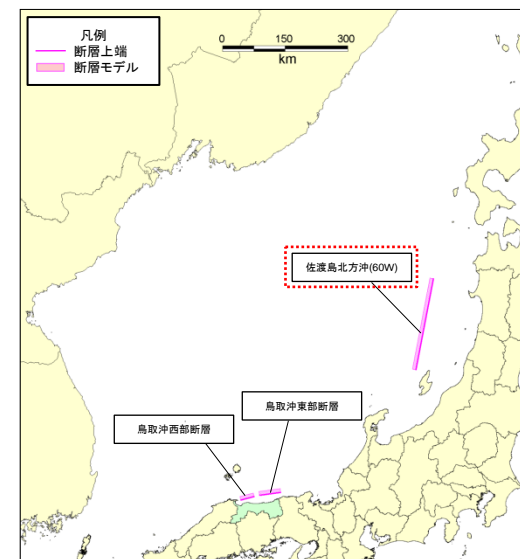 凡例
断層上端
断層モデル
0 150 300
km
佐渡島北方沖(60W)
鳥取沖東部断層
鳥取沖西部断層